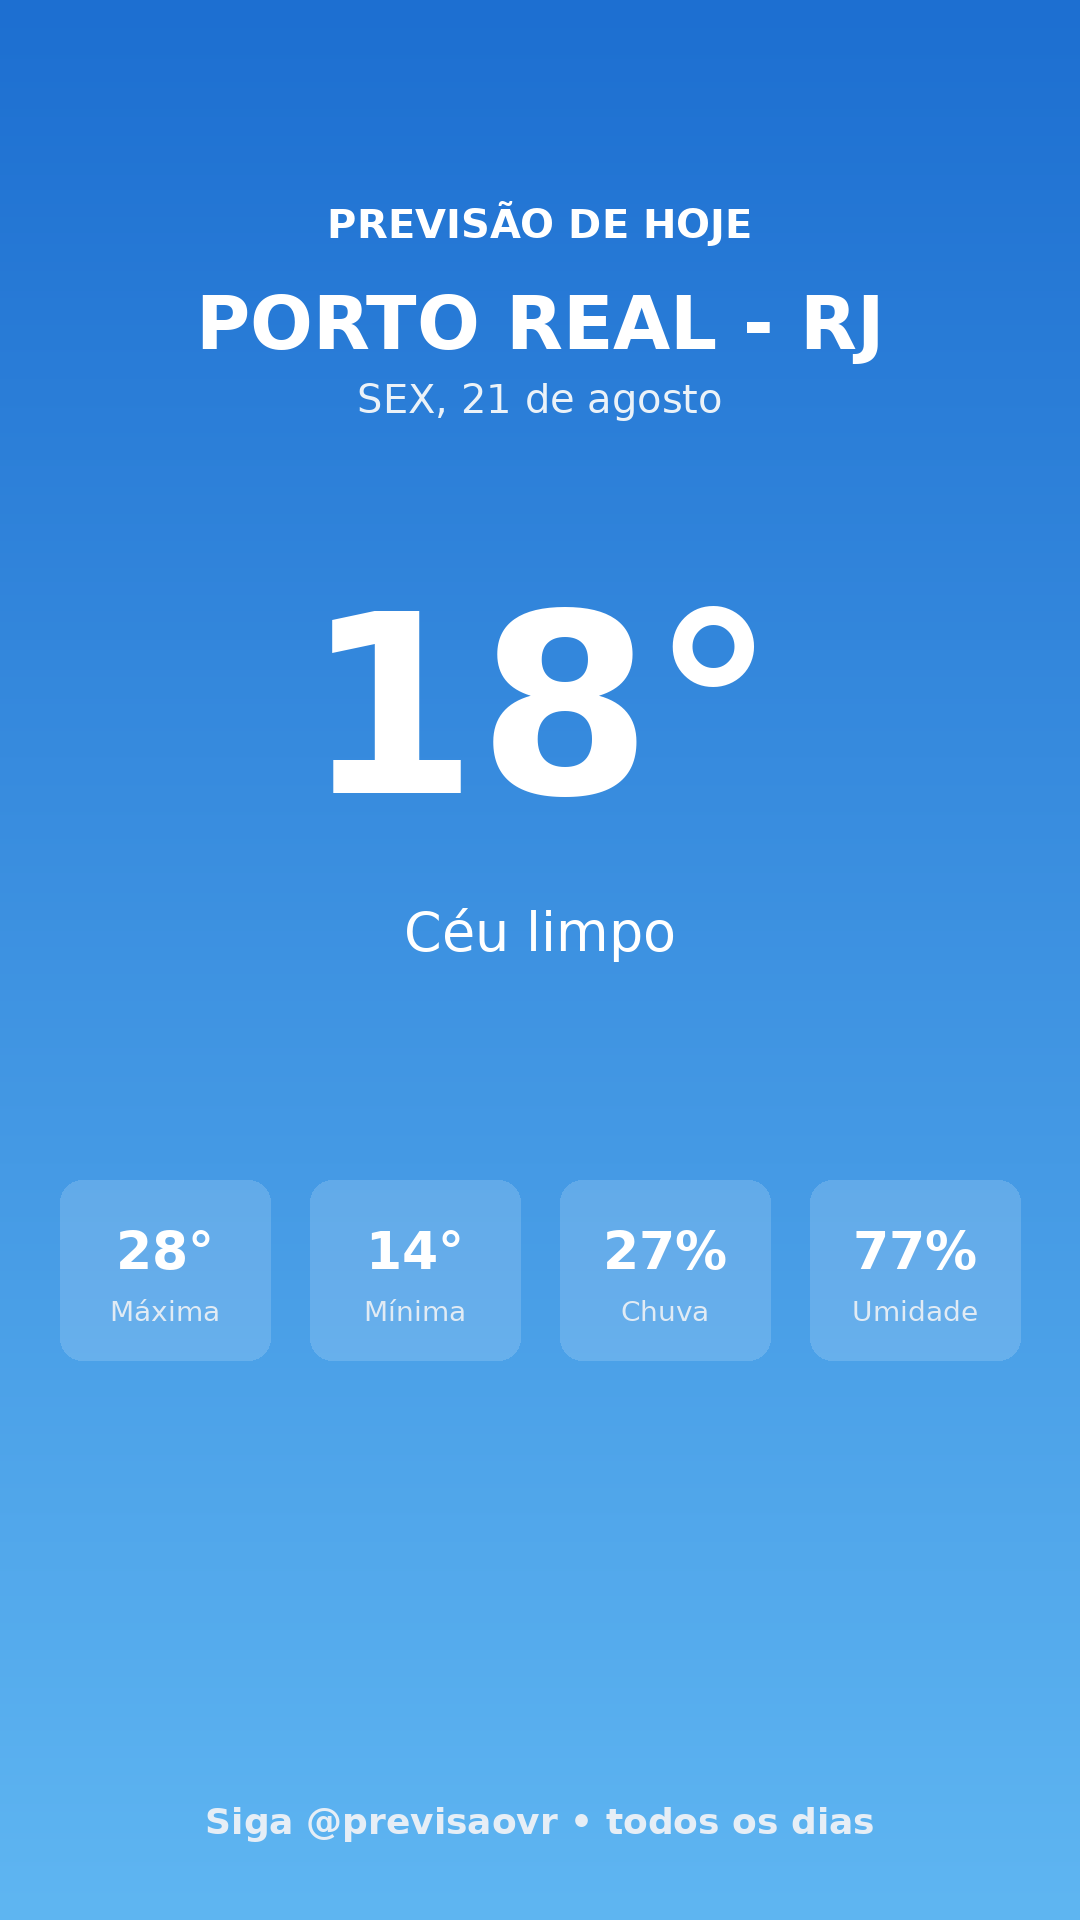 PREVISÃO DE HOJE
PORTO REAL - RJ
SEX, 21 de agosto
18°
Céu limpo
28° 14° 27% 77%
Máxima Mínima Chuva Umidade
Siga @previsaovr • todos os dias